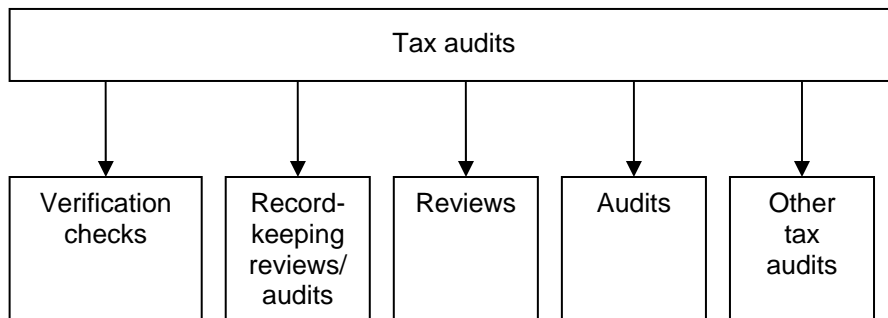 Tax audits
Verification
checks
Record-
keeping
reviews/
audits
Reviews
Audits
Other
tax
audits